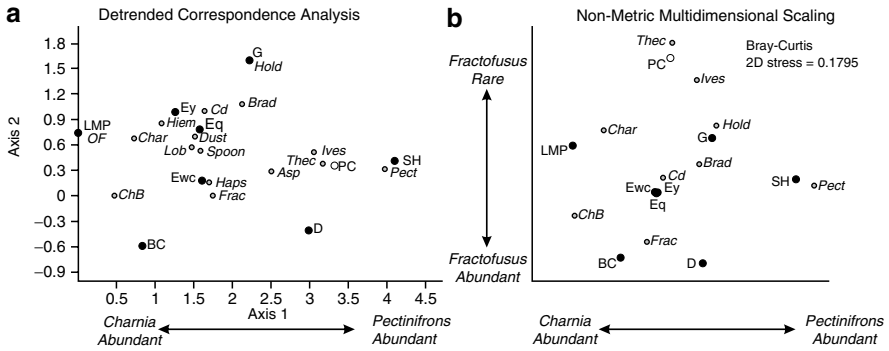 a
Detrended Correspondence Analysis
Axis 2
1.8
1.5
1.2
0.9
0.6
0.3
0
−0.3
−0.6
−0.9
G
Hold
Ey
Cd
Brad
Hiem
Eq
LMP
OF
Char
Dust
Lob
Spoon
Ives
Thec
PC
SH
Asp
Pect
Ewc
Haps
ChB
Frac
D
BC
0.5
1
1.5
2
2.5
3
3.5
4
4.5
Axis 1
Charnia
Abundant
Pectinifrons
Abundant
b
Non-Metric Multidimensional Scaling
Fractofusus
Rare
Fractofusus
Abundant
Thec
PC
Bray-Curtis
2D stress = 0.1795
Ives
Char
Hold
G
LMP
Brad
Cd
SH
Pect
Ewc
Ey
Eq
ChB
Frac
BC
D
Charnia
Abundant
Pectinifrons
Abundant